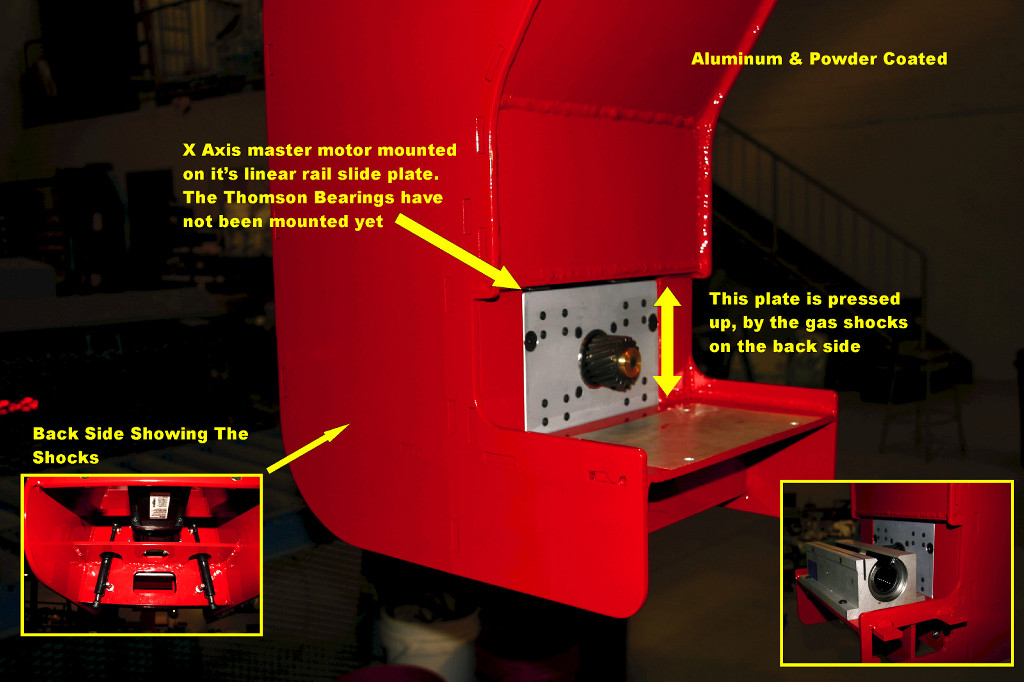 Aluminum & Powder Coated
X Axis master motor mounted
on it's linear rail slide plate.
The Thomson Bearings have
not been mounted yet
This plate is pressed
up, by the gas shocks
on the back side
Back Side Showing The
Shocks